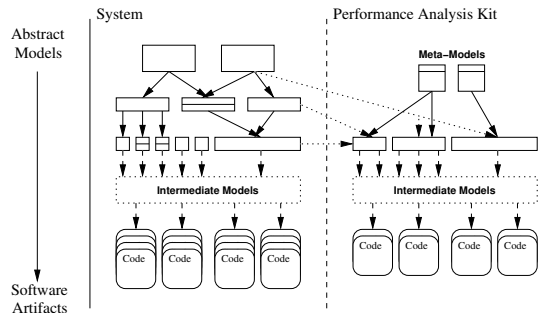 System
Performance Analysis Kit
Abstract
Models
Meta-Models
Intermediate Models
Intermediate Models
Code
Code
Code
Code
Code
Code
Code
Code
Software
Artifacts